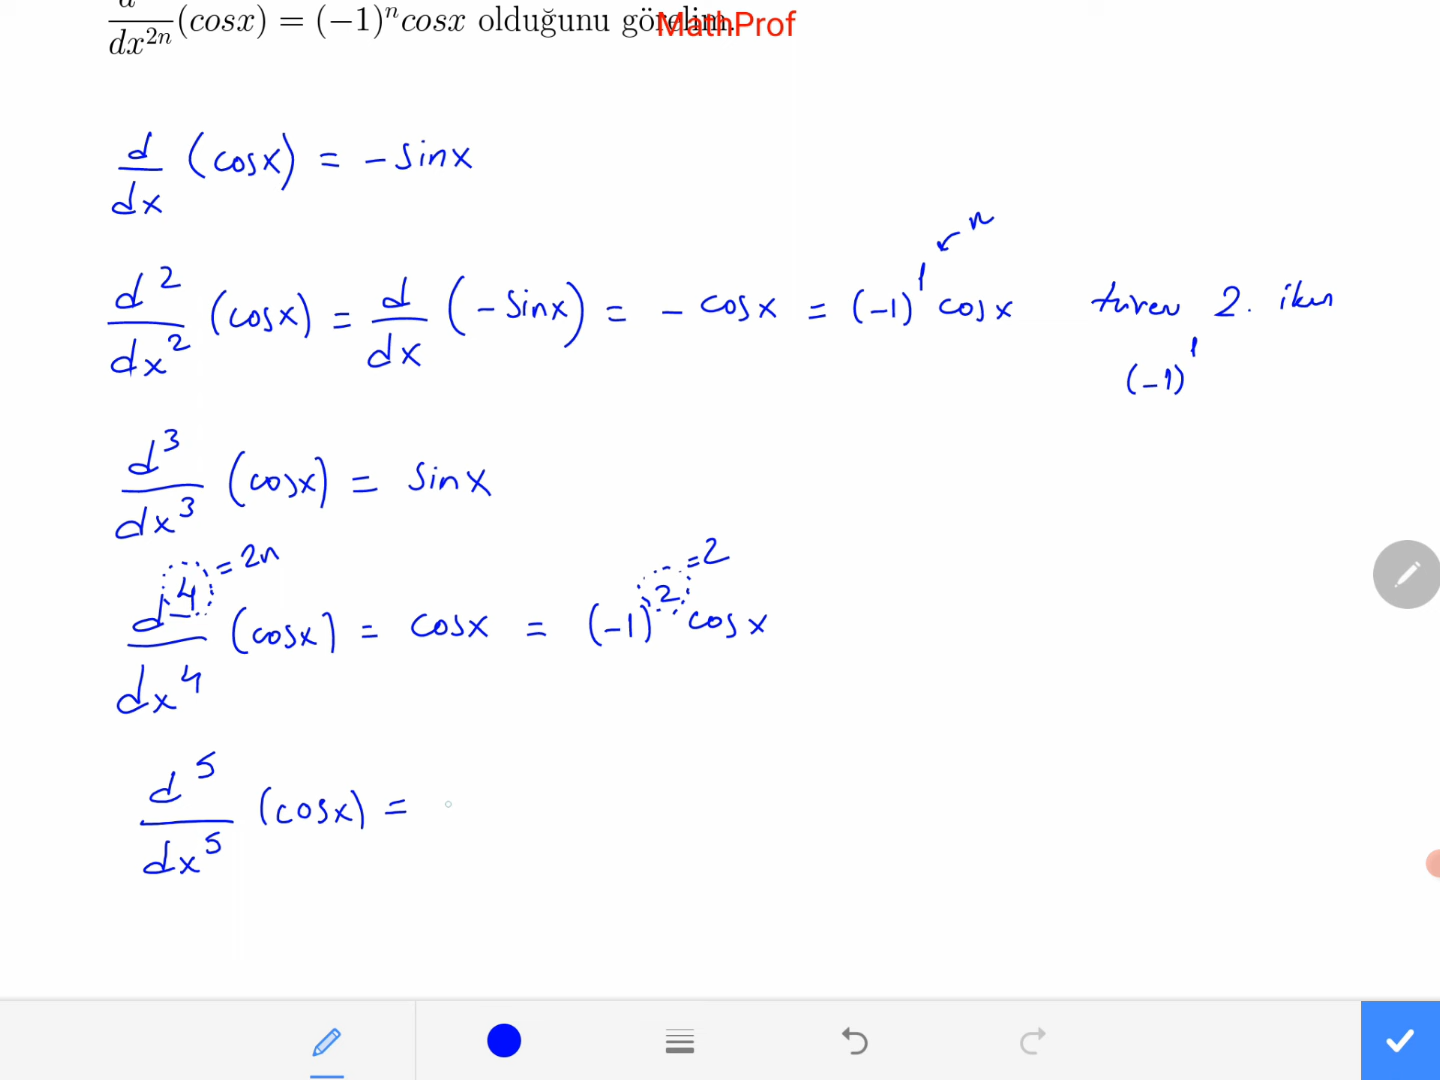 d/dx^{2n} (cosx) = (−1)^n cosx olduğunu görelim.
MathProf
d/dx (cosx) = −sinx
d^2/dx^2 (cosx) = d/dx (−sinx) = −cosx = (−1)^1 cosx ↙ n türev 2. iken
(−1)^1
d^3/dx^3 (cosx) = sinx
d^4/dx^4 (cosx) = cosx = (−1)^2 cosx
=2n =2
d^5/dx^5 (cosx) =